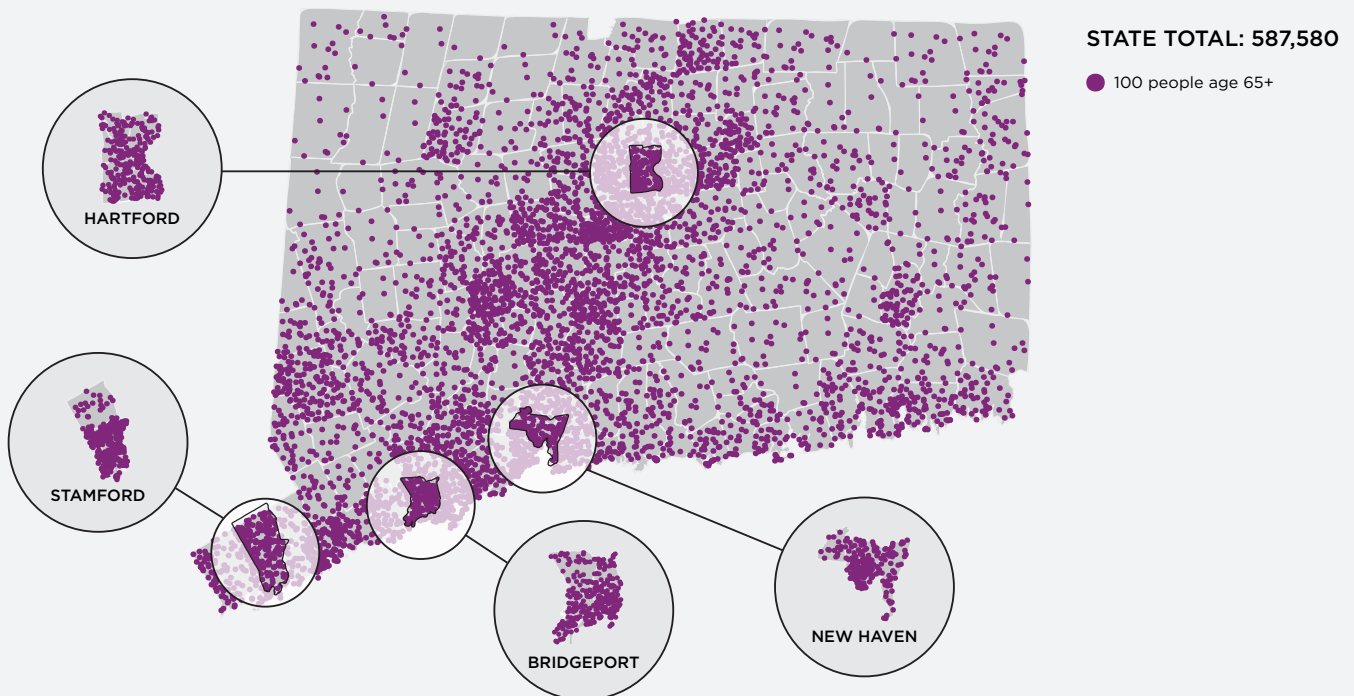 STATE TOTAL: 587,580
100 people age 65+
HARTFORD
STAMFORD
BRIDGEPORT
NEW HAVEN